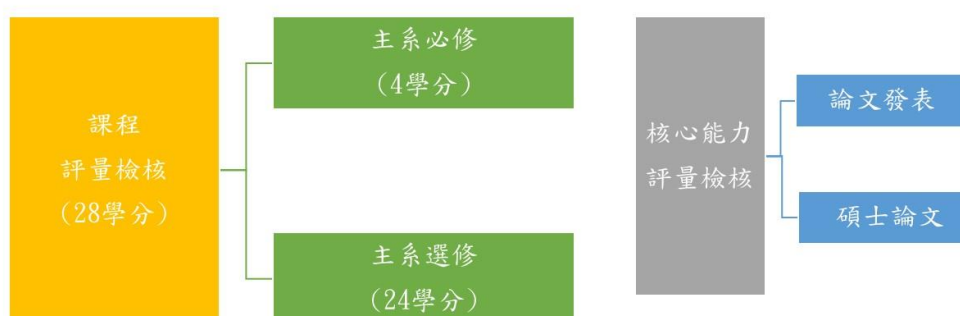 課程
評量檢核
(28學分)
主系必修
(4學分)
主系選修
(24學分)
核心能力
評量檢核
論文發表
碩士論文